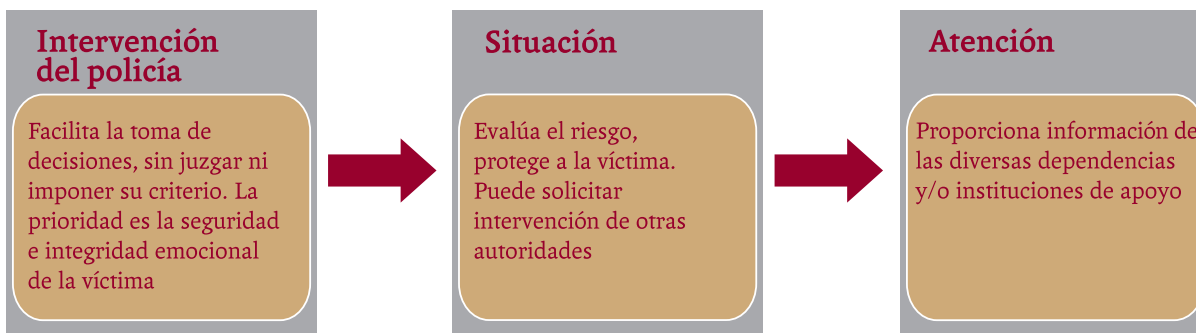 Intervención
del policía
Facilita la toma de
decisiones, sin juzgar ni
imponer su criterio. La
prioridad es la seguridad
e integridad emocional
de la víctima
Situación
Evalúa el riesgo,
protege a la víctima.
Puede solicitar
intervención de otras
autoridades
Atención
Proporciona información de
las diversas dependencias
y/o instituciones de apoyo